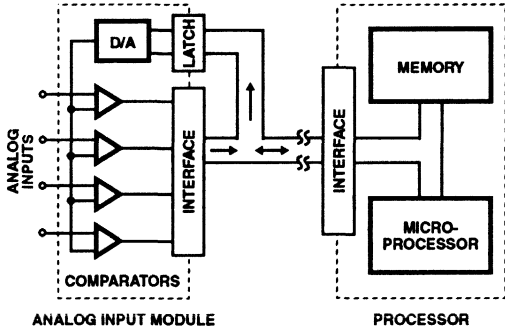 D/A
LATCH
ANALOG
INPUTS
INTERFACE
COMPARATORS
ANALOG INPUT MODULE
INTERFACE
MEMORY
MICRO-
PROCESSOR
PROCESSOR